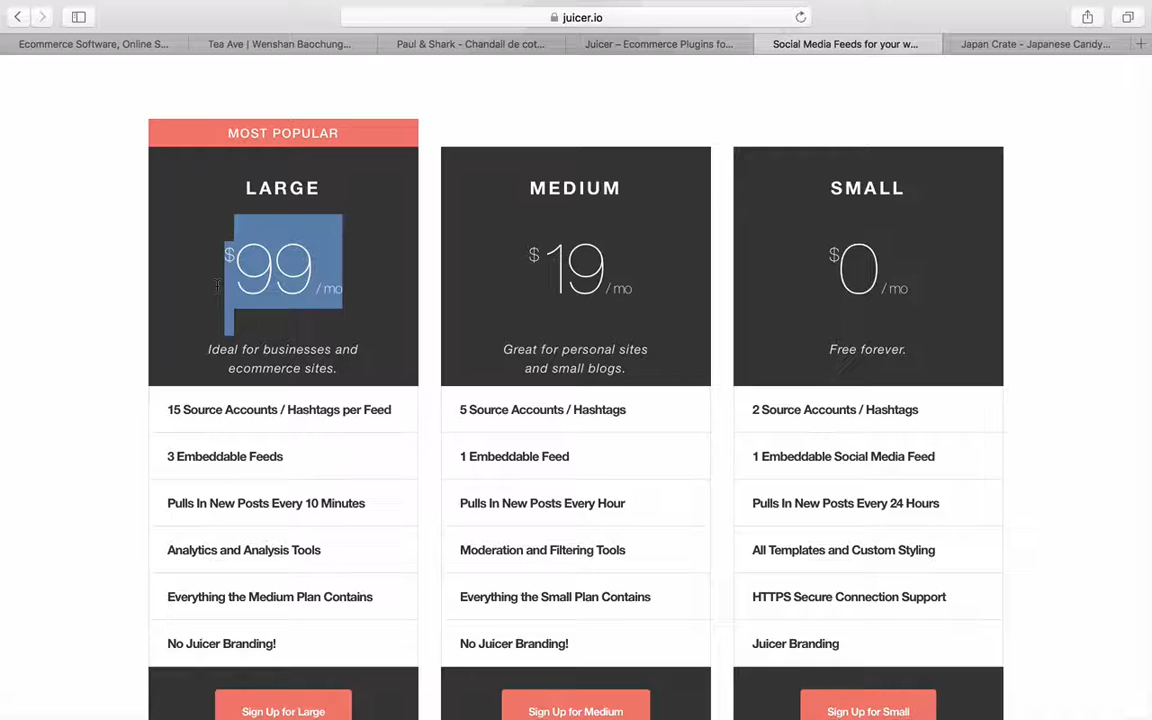 juicer.io
Ecommerce Software, Online S...
Tea Ave | Wenshan Baochung...
Paul & Shark - Chandail de cot...
Juicer – Ecommerce Plugins fo...
Social Media Feeds for your w...
Japan Crate - Japanese Candy...
MOST POPULAR
LARGE
$99 / mo
Ideal for businesses and
ecommerce sites.
15 Source Accounts / Hashtags per Feed
3 Embeddable Feeds
Pulls In New Posts Every 10 Minutes
Analytics and Analysis Tools
Everything the Medium Plan Contains
No Juicer Branding!
Sign Up for Large
MEDIUM
$19 / mo
Great for personal sites
and small blogs.
5 Source Accounts / Hashtags
1 Embeddable Feed
Pulls In New Posts Every Hour
Moderation and Filtering Tools
Everything the Small Plan Contains
No Juicer Branding!
Sign Up for Medium
SMALL
$0 / mo
Free forever.
2 Source Accounts / Hashtags
1 Embeddable Social Media Feed
Pulls In New Posts Every 24 Hours
All Templates and Custom Styling
HTTPS Secure Connection Support
Juicer Branding
Sign Up for Small